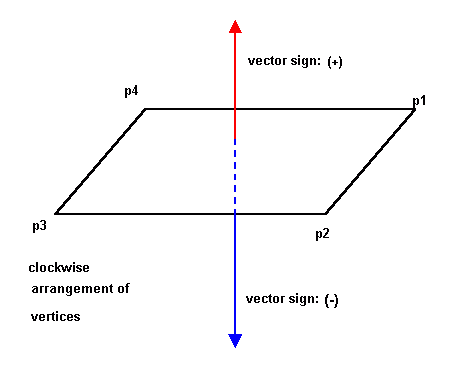 vector sign: (+)
p4
p1
p3
p2
clockwise
arrangement of
vertices
vector sign: (-)